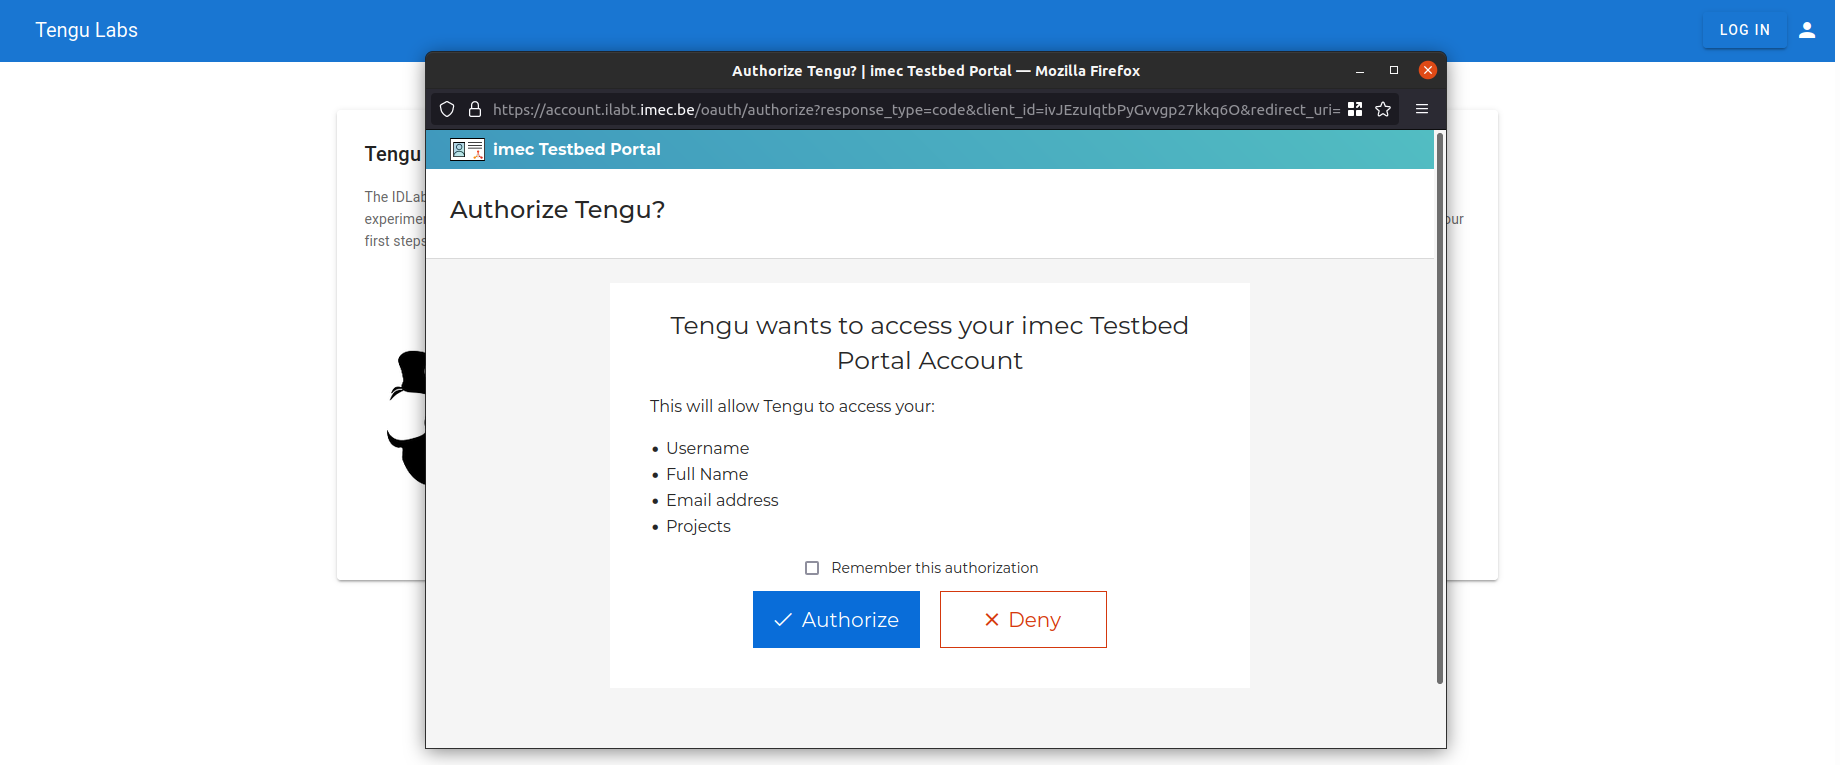 Tengu Labs
LOG IN
Authorize Tengu? | imec Testbed Portal — Mozilla Firefox
https://account.ilabt.imec.be/oauth/authorize?response_type=code&client_id=ivJEzuIqtbPyGvvgp27kkq6O&redirect_uri=
imec Testbed Portal
Authorize Tengu?
Tengu
The IDLab
experimen
first steps
our
Tengu wants to access your imec Testbed
Portal Account
This will allow Tengu to access your:
• Username
• Full Name
• Email address
• Projects
Remember this authorization
Authorize
Deny